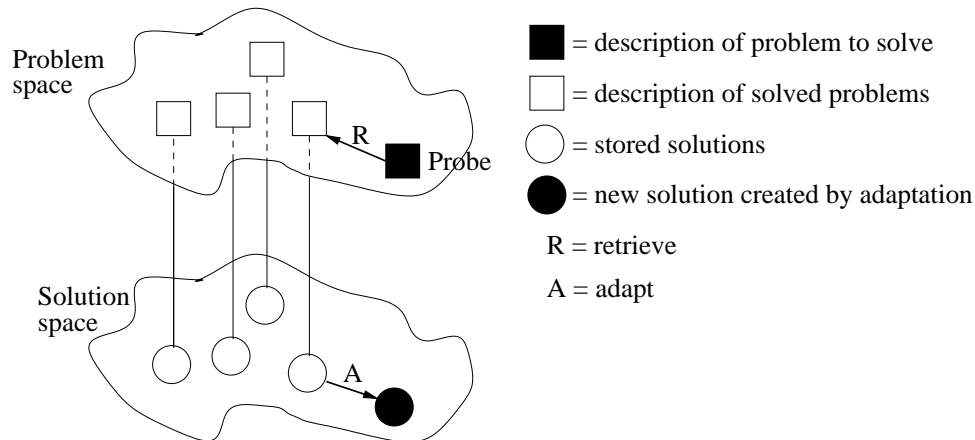 Problem
space
R
Probe
Solution
space
A
= description of problem to solve
= description of solved problems
= stored solutions
= new solution created by adaptation
R = retrieve
A = adapt